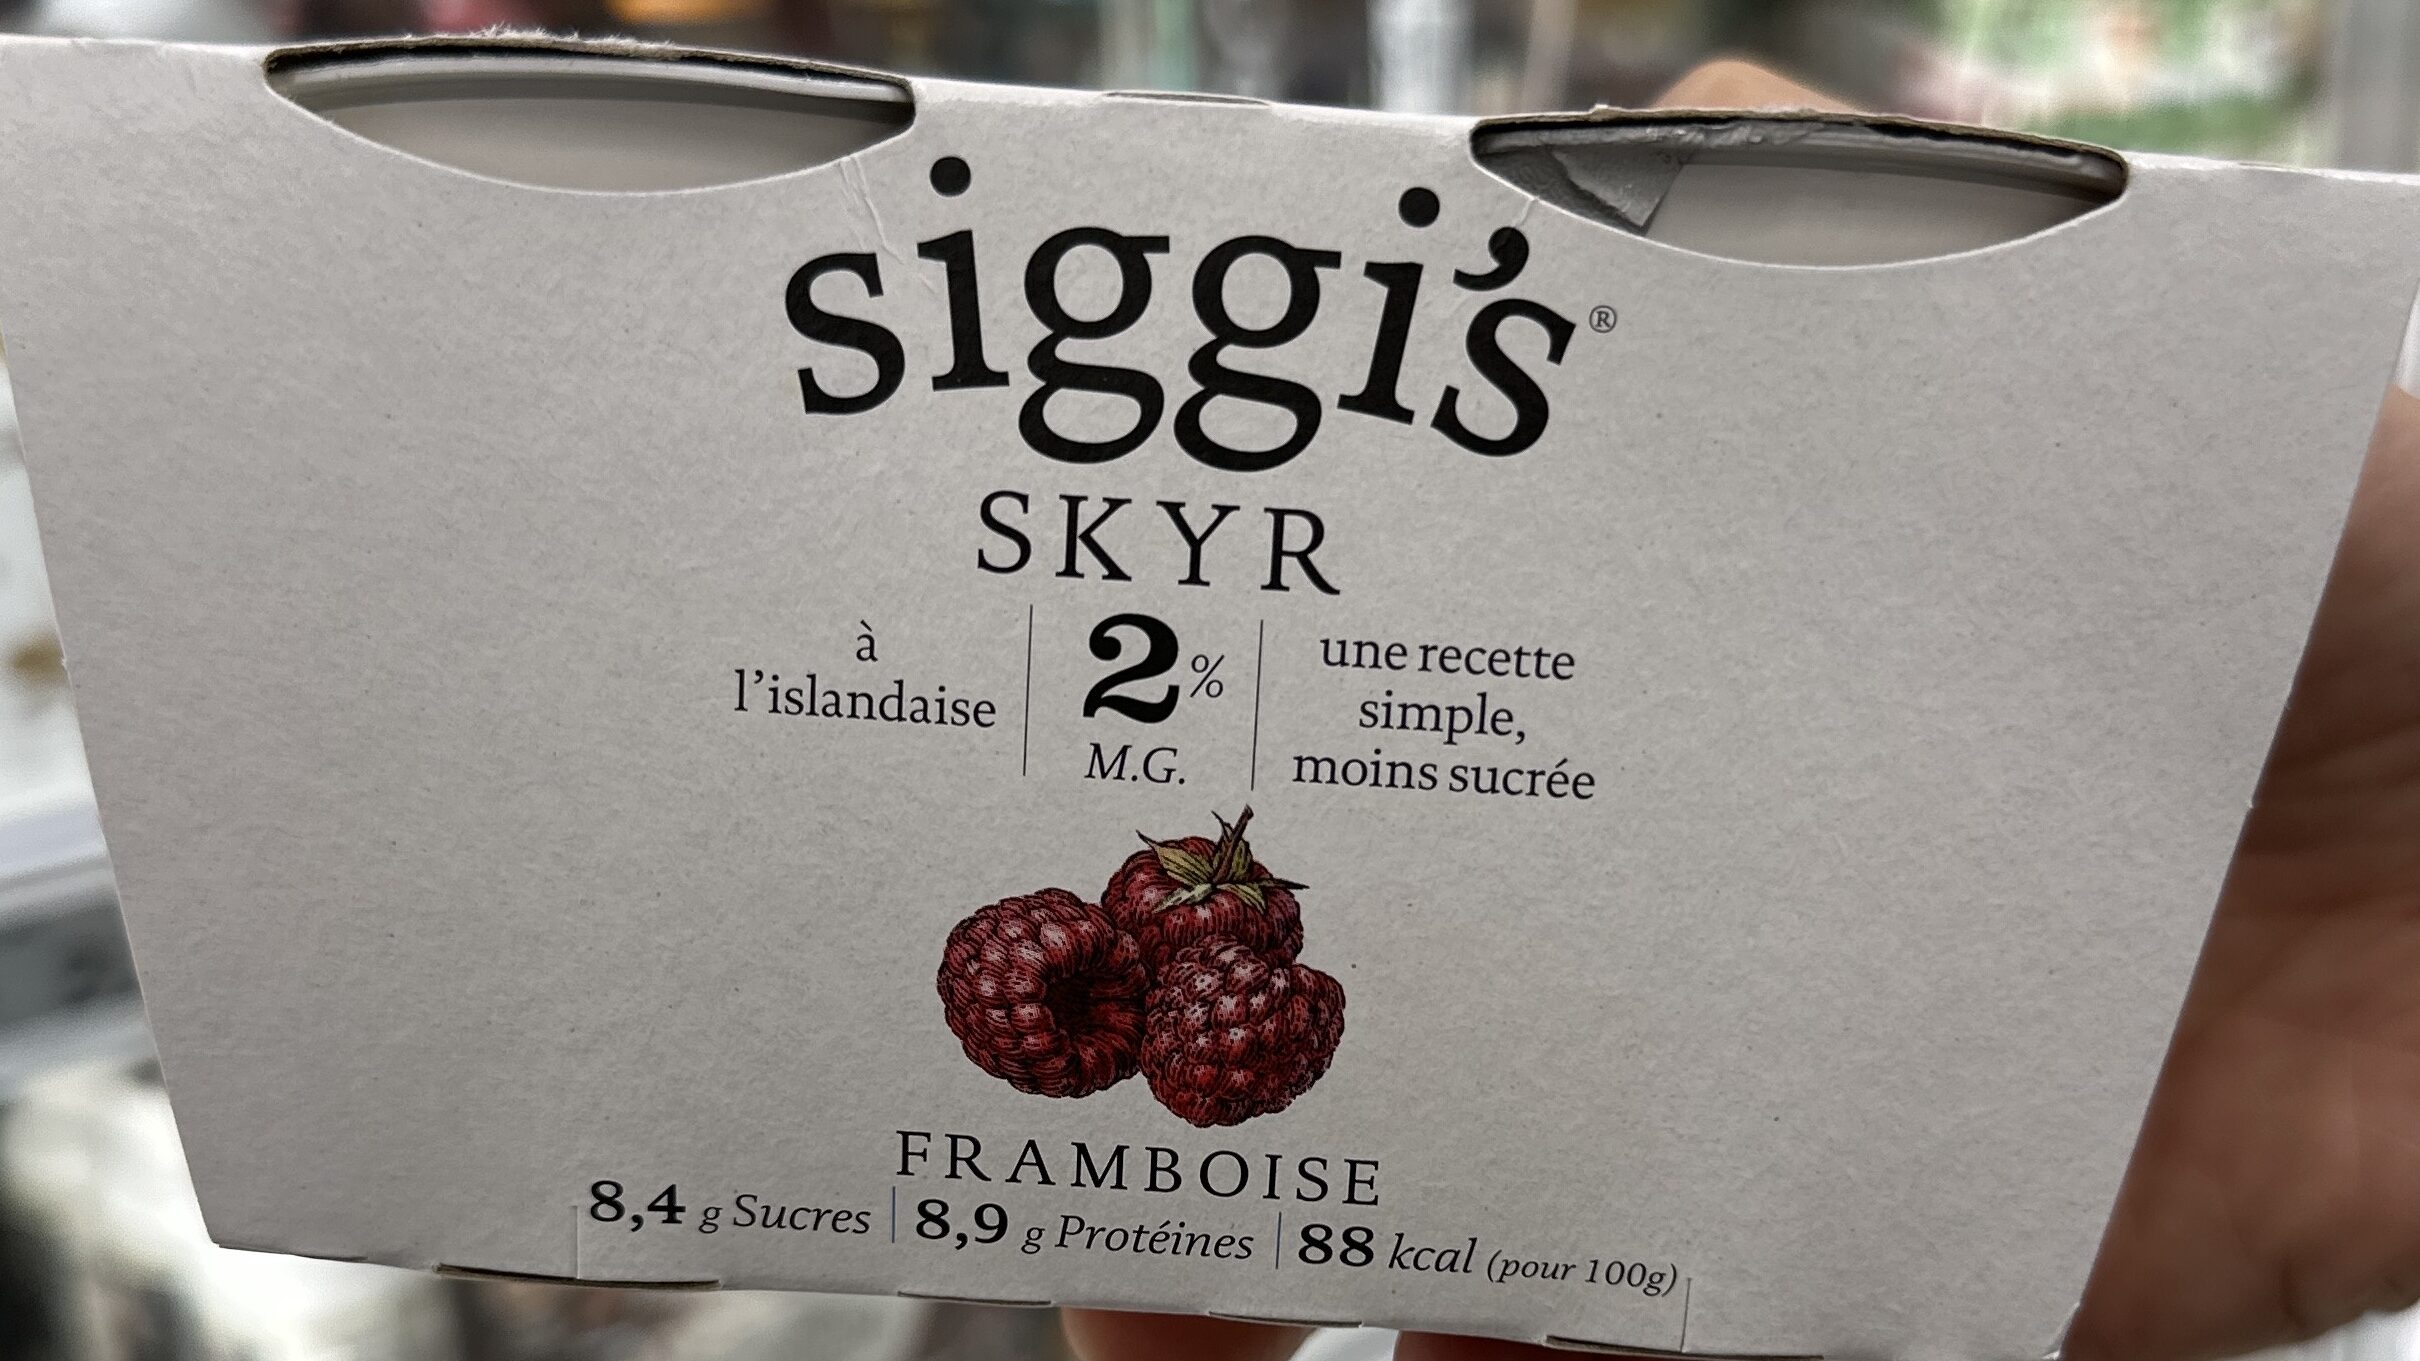 siggi's®
SKYR
à
l'islandaise
2%
M.G.
une recette
simple,
moins sucrée
FRAMBOISE
8,4 g Sucres | 8,9 g Protéines | 88 kcal (pour 100g)